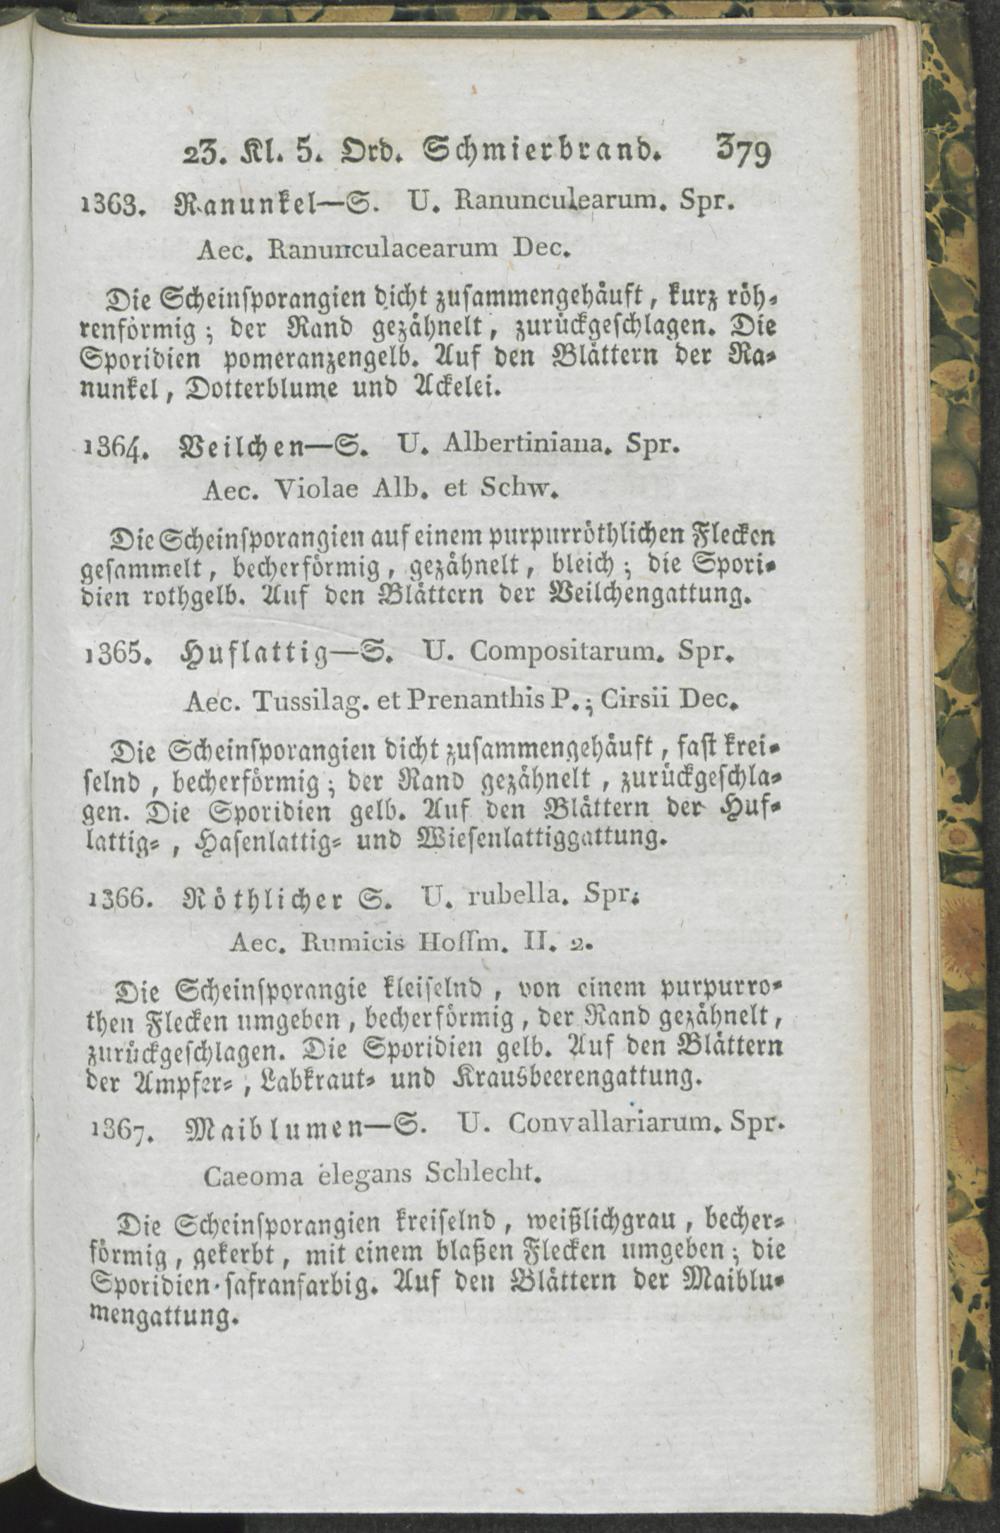 23. Kl. 5. Ord. Schmierbrand. 379
1363. Ranunkel—S. U. Ranunculearum. Spr.
Aec. Ranunculacearum Dec.
Die Scheinsporangien dicht zusammengehäuft, kurz röh-
renförmig; der Rand gezähnelt, zurückgeschlagen. Die
Sporidien pomeranzengelb. Auf den Blättern der Ra-
nunkel, Dotterblume und Ackelei.
1364. Veilchen—S. U. Albertiniana. Spr.
Aec. Violae Alb. et Schw.
Die Scheinsporangien auf einem purpurröthlichen Flecken
gesammelt, becherförmig, gezähnelt, bleich; die Spori-
dien rothgelb. Auf den Blättern der Veilchengattung.
1365. Huflattig—S. U. Compositarum. Spr.
Aec. Tussilag. et Prenanthis P.; Cirsii Dec.
Die Scheinsporangien dicht zusammengehäuft, fast krei-
selnd, becherförmig; der Rand gezähnelt, zurückgeschla-
gen. Die Sporidien gelb. Auf den Blättern der Huf-
lattig-, Hasenlattig- und Wiesenlattiggattung.
1366. Röthlicher S. U. rubella. Spr.
Aec. Rumicis Hoffm. II. 2.
Die Scheinsporangie kleiselnd, von einem purpurro-
then Flecken umgeben, becherförmig, der Rand gezähnelt,
zurückgeschlagen. Die Sporidien gelb. Auf den Blättern
der Ampfer-, Labkraut- und Krausbeerengattung.
1367. Maiblumen—S. U. Convallariarum. Spr.
Caeoma elegans Schlecht.
Die Scheinsporangien kreiselnd, weißlichgrau, becher-
förmig, gekerbt, mit einem blaßen Flecken umgeben; die
Sporidien safranfarbig. Auf den Blättern der Maiblu-
mengattung.